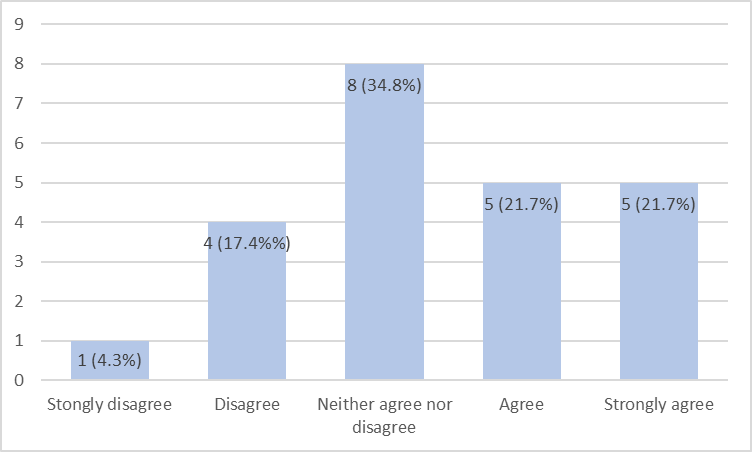 9
8
7
6
5
4
3
2
1
0
1 (4.3%)
4 (17.4%%)
8 (34.8%)
5 (21.7%)
5 (21.7%)
Stongly disagree
Disagree
Neither agree nor
disagree
Agree
Strongly agree